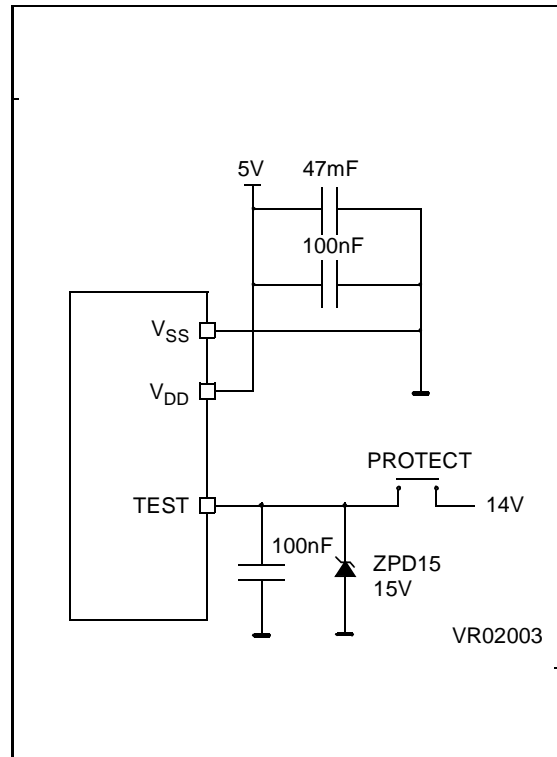 5V 47mF
100nF
VSS
VDD
PROTECT
TEST
14V
100nF
ZPD15
15V
VR02003